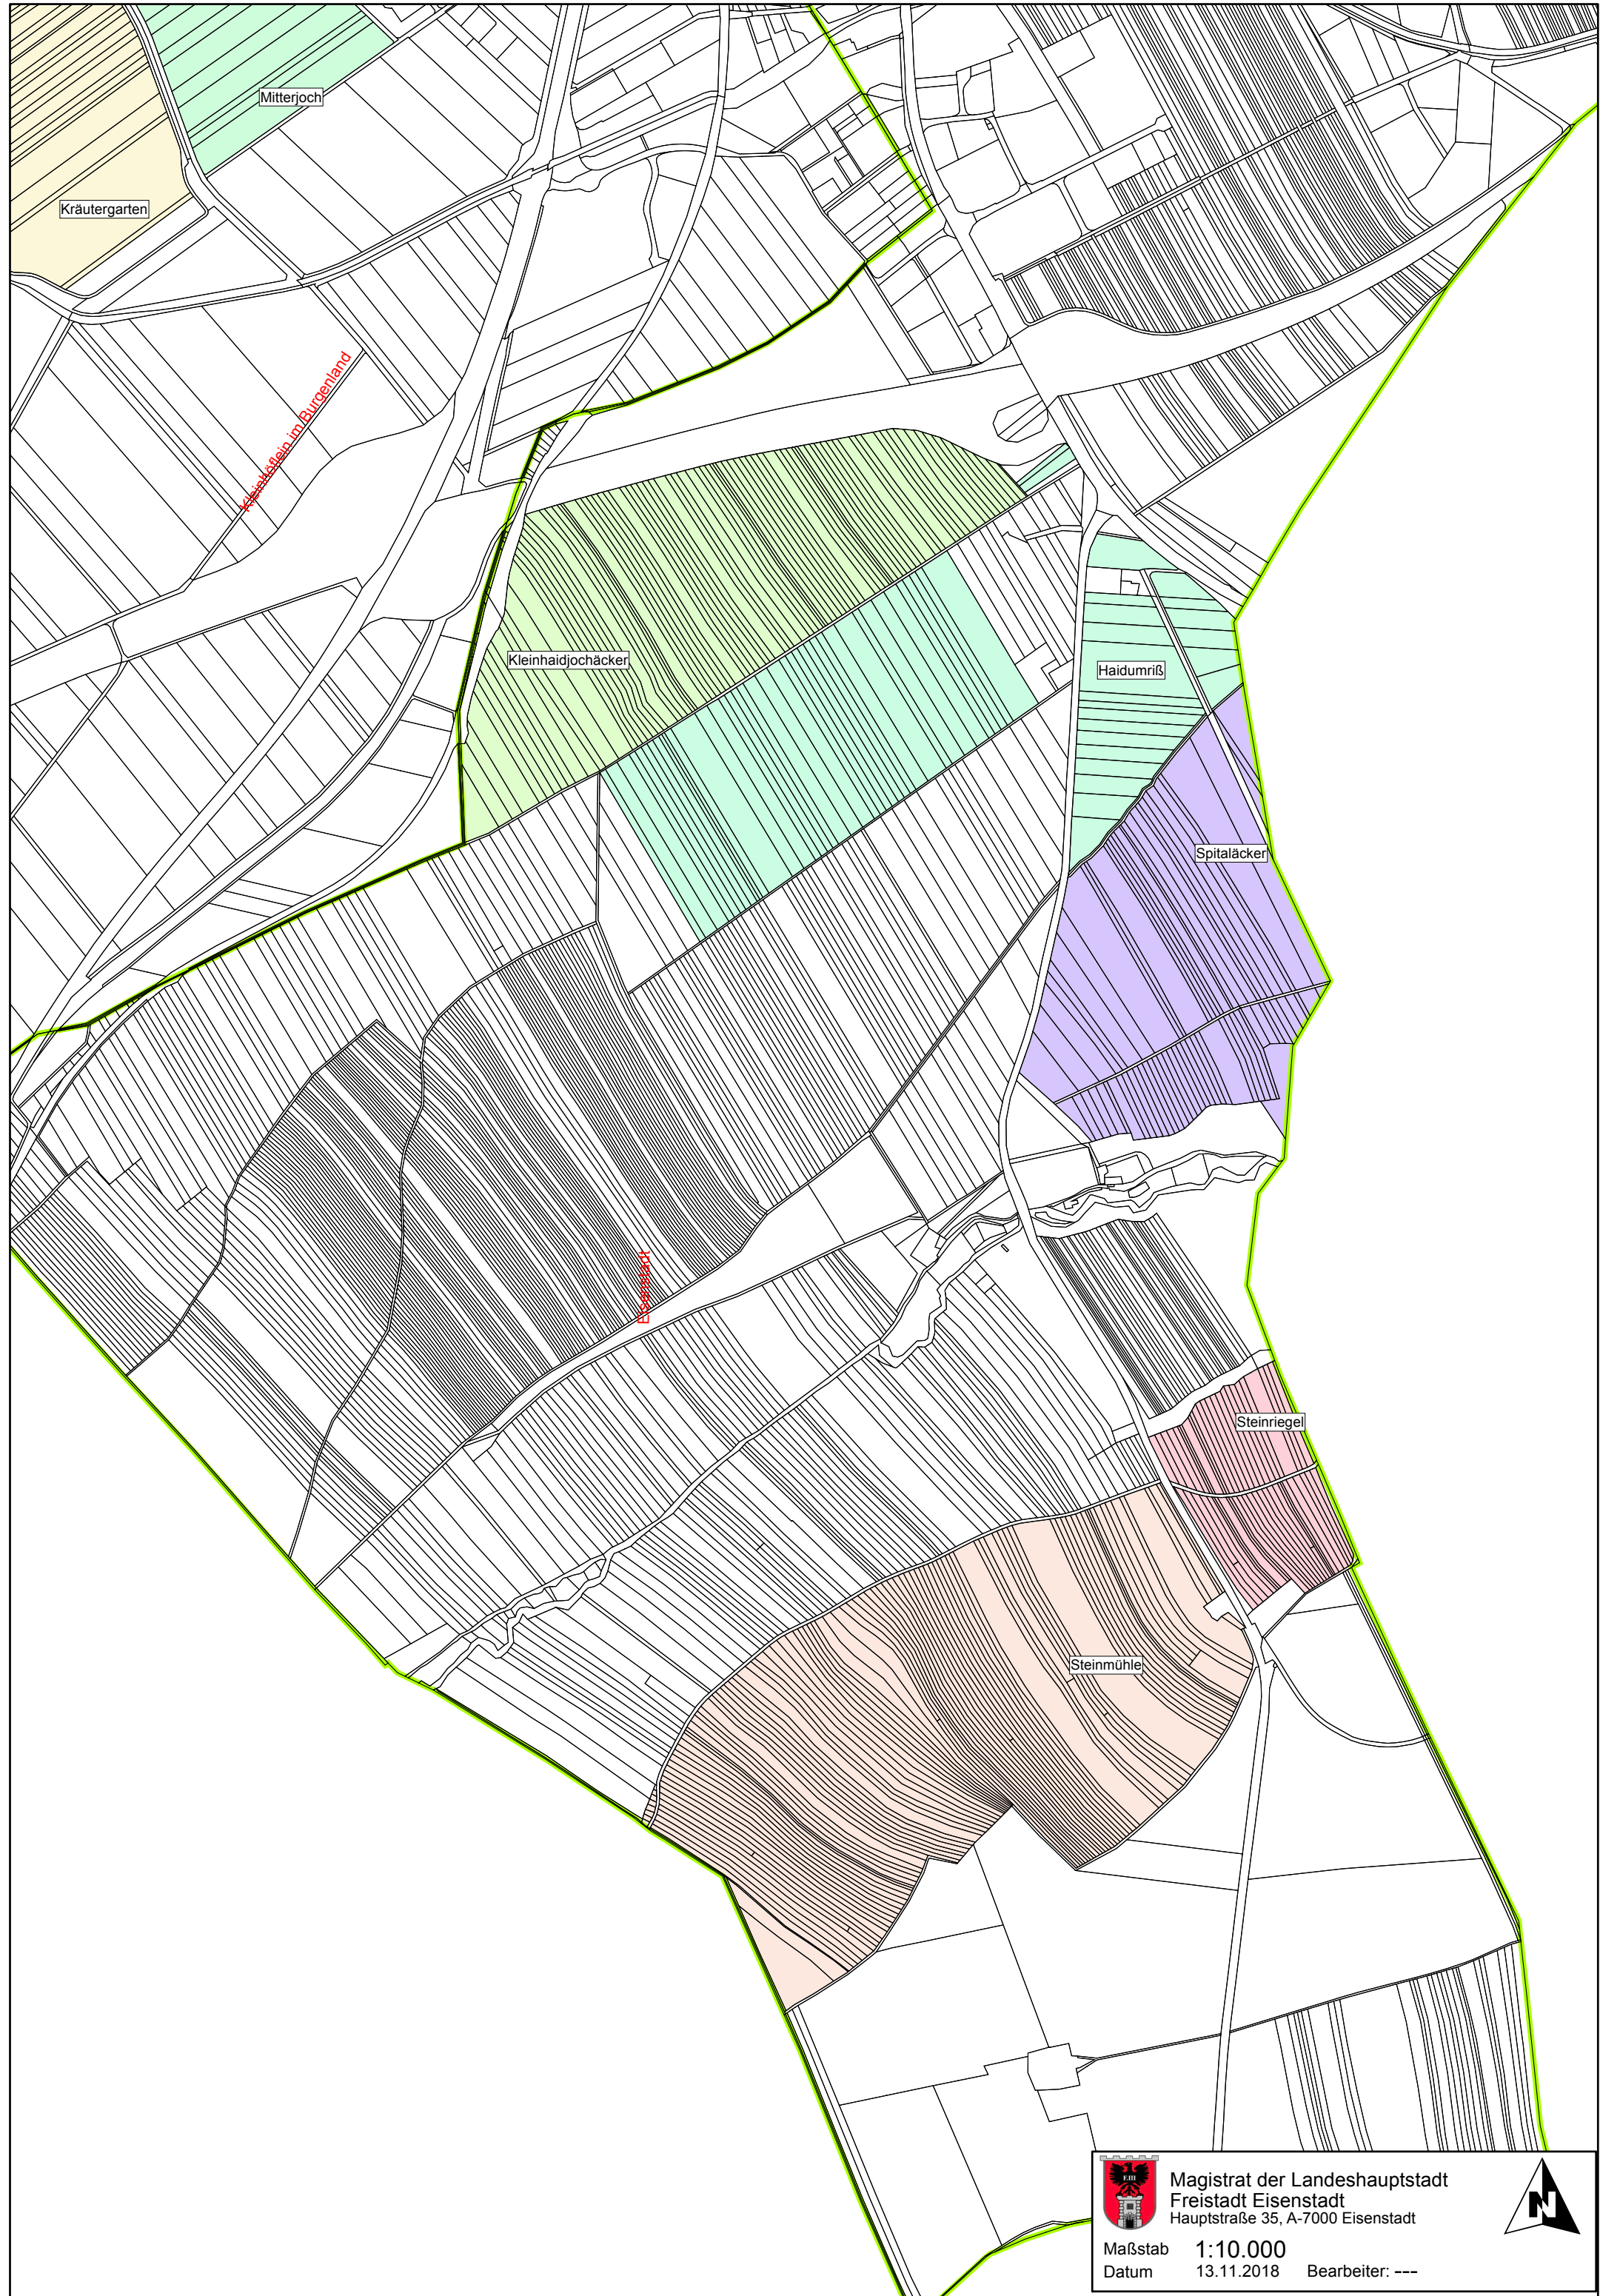 Mitterjoch
Kräutergarten
Kleinhöflein im Burgenland
Kleinhaidjochäcker
Haidumriß
Spitaläcker
Eisenstadt
Steinriegel
Steinmühle
F.III
Magistrat der Landeshauptstadt
Freistadt Eisenstadt
Hauptstraße 35, A-7000 Eisenstadt
N
Maßstab 1:10.000
Datum 13.11.2018 Bearbeiter: ---